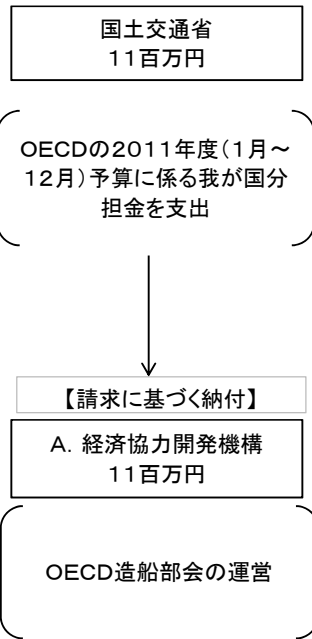 国土交通省
11百万円
OECDの2011年度(1月～
12月)予算に係る我が国分
担金を支出
【請求に基づく納付】
A. 経済協力開発機構
11百万円
OECD造船部会の運営